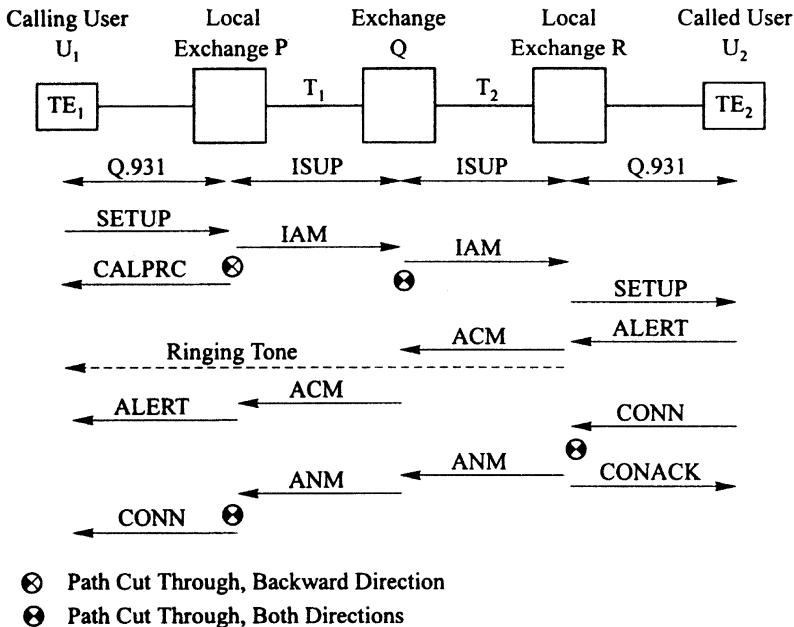 Calling User Local Exchange Local Called User
U1 Exchange P Q Exchange R U2
TE1 T1 T2 TE2
Q.931 ISUP ISUP Q.931
SETUP
IAM
IAM
CALPRC
SETUP
ALERT
ACM
Ringing Tone
ACM
ALERT
CONN
ANM
CONACK
ANM
CONN
Path Cut Through, Backward Direction
Path Cut Through, Both Directions